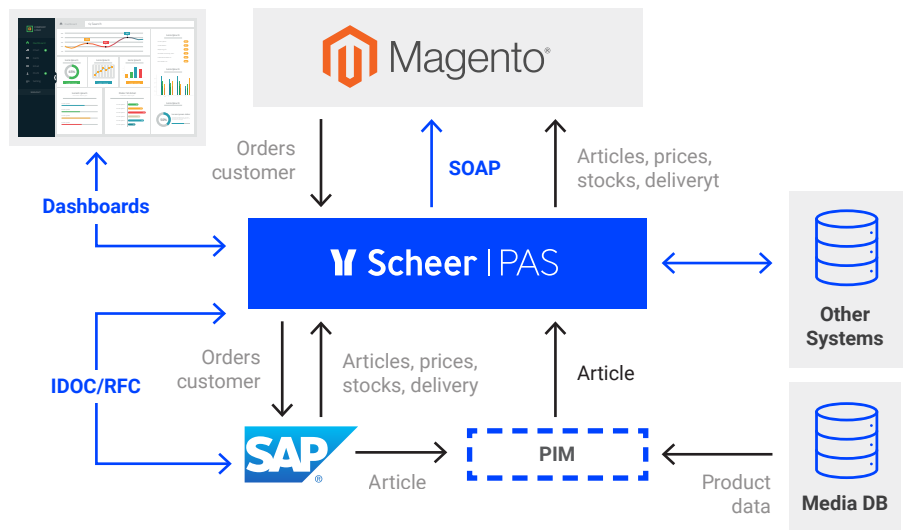 Magento®
Orders
customer
SOAP
Articles, prices,
stocks, deliveryt
Dashboards
Scheer | PAS
Other
Systems
Orders
customer
Articles, prices,
stocks, delivery
Article
IDOC/RFC
SAP®
Article
PIM
Product
data
Media DB